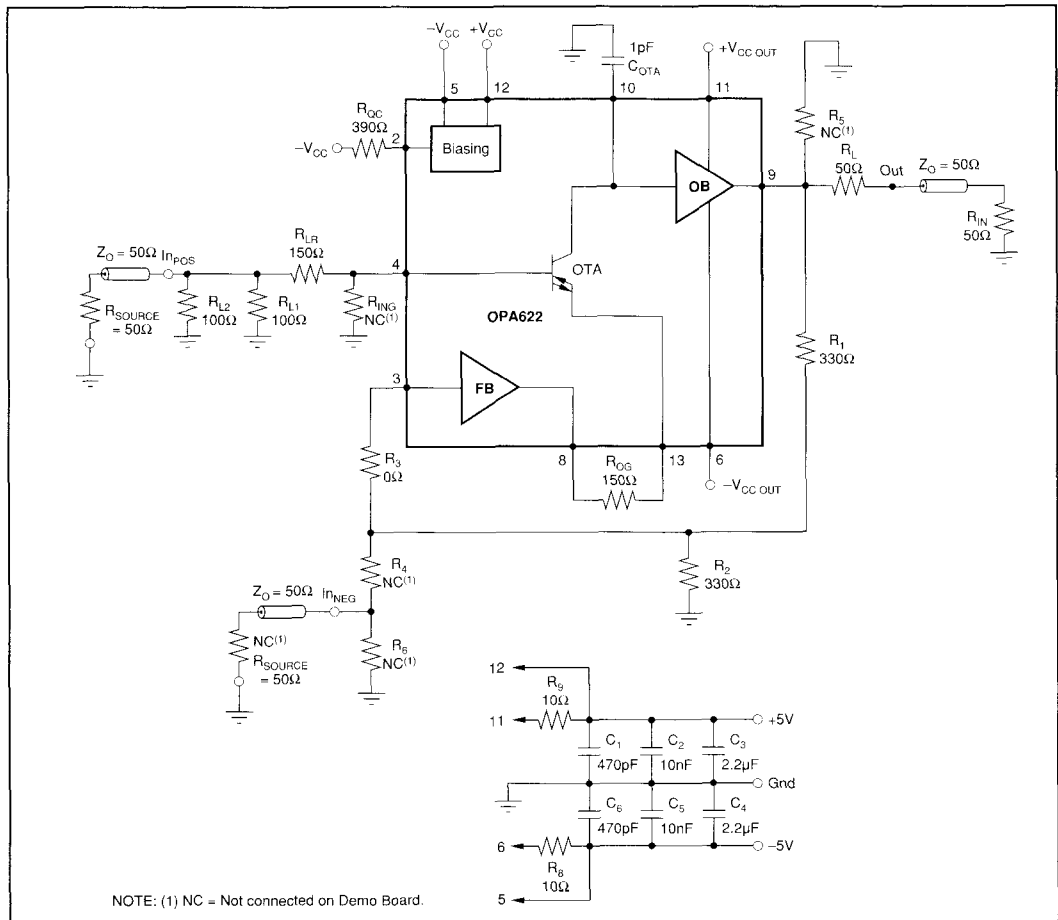 –V_CC +V_CC
1pF
C_OTA
+V_CC OUT
5 12 10 11
R_QC
390Ω
2
–V_CC
Biasing
R_5
NC(1)
R_L
50Ω
Out
Z_O = 50Ω
OB
9
R_IN
50Ω
R_LR
150Ω
Z_O = 50Ω
In_POS
4
OTA
R_L2
100Ω
R_L1
100Ω
R_ING
NC(1)
OPA622
R_SOURCE
= 50Ω
R_1
330Ω
3
FB
8 13 6
R_3
0Ω
R_OG
150Ω
–V_CC OUT
R_4
NC(1)
R_2
330Ω
Z_O = 50Ω
In_NEG
NC(1)
R_SOURCE
= 50Ω
R_6
NC(1)
12
R_9
10Ω
11
+5V
C_1
470pF
C_2
10nF
C_3
2.2µF
Gnd
C_6
470pF
C_5
10nF
C_4
2.2µF
6
–5V
R_8
10Ω
5
NOTE: (1) NC = Not connected on Demo Board.